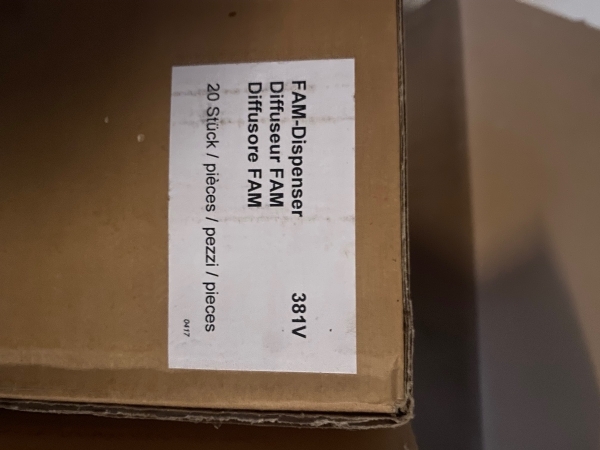 FAM-Dispenser 381V
Diffuseur FAM
Diffusore FAM
20 Stück / pièces / pezzi / pieces
0417